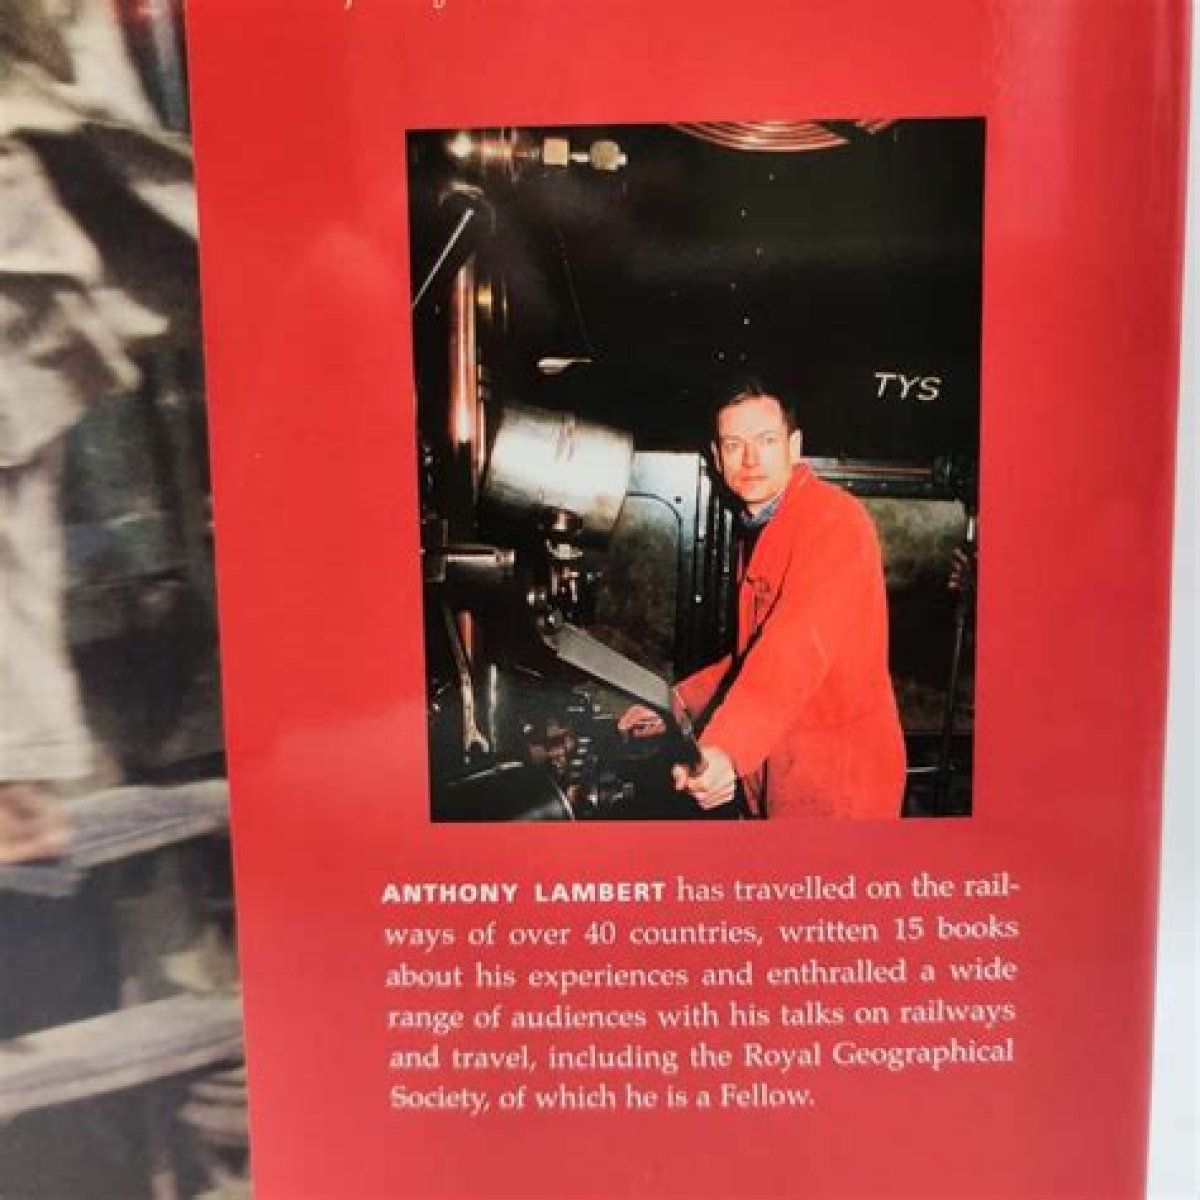 TYS
ANTHONY LAMBERT has travelled on the rail-
ways of over 40 countries, written 15 books
about his experiences and enthralled a wide
range of audiences with his talks on railways
and travel, including the Royal Geographical
Society, of which he is a Fellow.